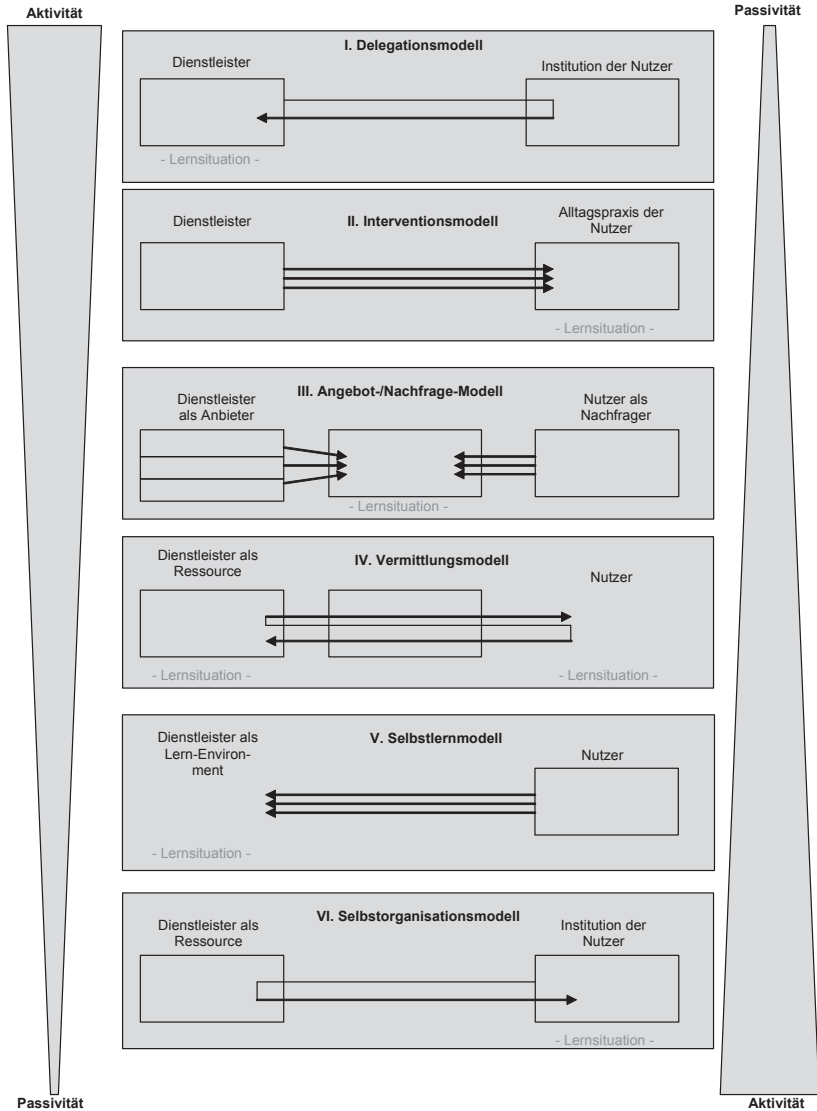 Aktivität
Passivität
I. Delegationsmodell
Dienstleister
Institution der Nutzer
- Lernsituation -
Dienstleister
II. Interventionsmodell
Alltagspraxis der
Nutzer
- Lernsituation -
III. Angebot-/Nachfrage-Modell
Dienstleister
als Anbieter
Nutzer als
Nachfrager
- Lernsituation -
Dienstleister als
Ressource
IV. Vermittlungsmodell
Nutzer
- Lernsituation -
- Lernsituation -
Dienstleister als
Lern-Environ-
ment
V. Selbstlernmodell
Nutzer
- Lernsituation -
VI. Selbstorganisationsmodell
Dienstleister als
Ressource
Institution der
Nutzer
- Lernsituation -
Passivität
Aktivität